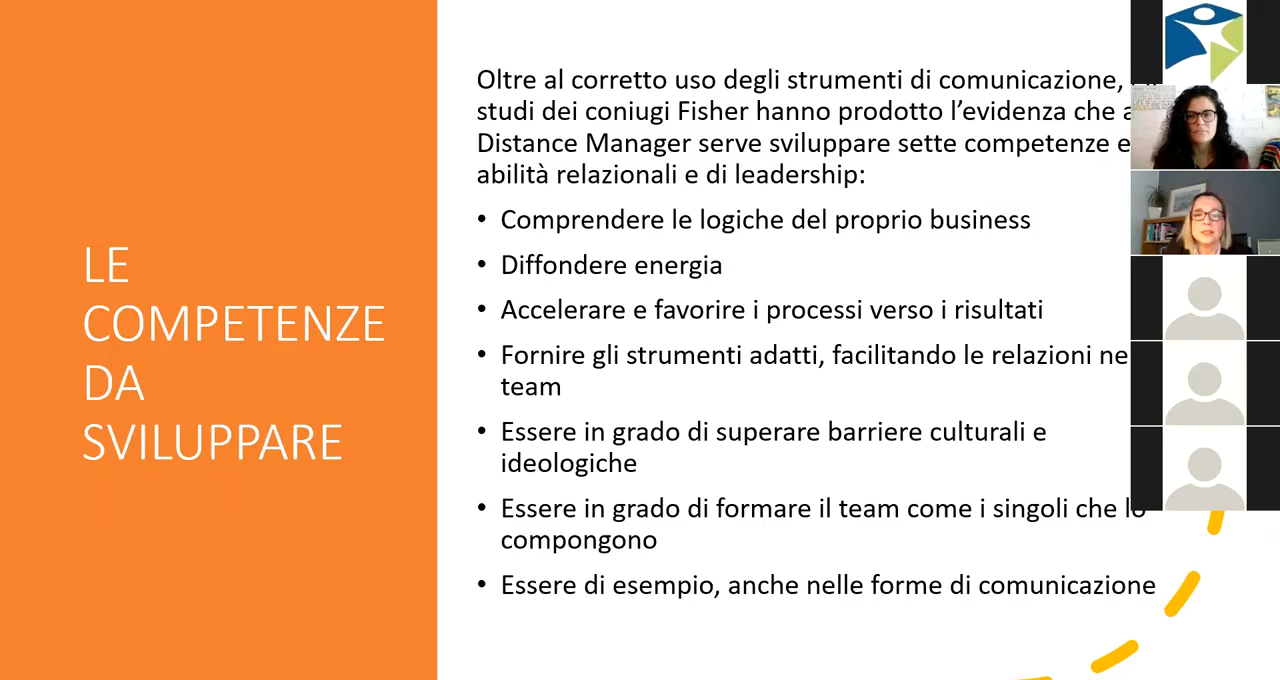 LE
COMPETENZE
DA
SVILUPPARE
Oltre al corretto uso degli strumenti di comunicazione,
studi dei coniugi Fisher hanno prodotto l’evidenza che
Distance Manager serve sviluppare sette competenze e
abilità relazionali e di leadership:
• Comprendere le logiche del proprio business
• Diffondere energia
• Accelerare e favorire i processi verso i risultati
• Fornire gli strumenti adatti, facilitando le relazioni
team
• Essere in grado di superare barriere culturali e
ideologiche
• Essere in grado di formare il team come i singoli che lo
compongono
• Essere di esempio, anche nelle forme di comunicazione